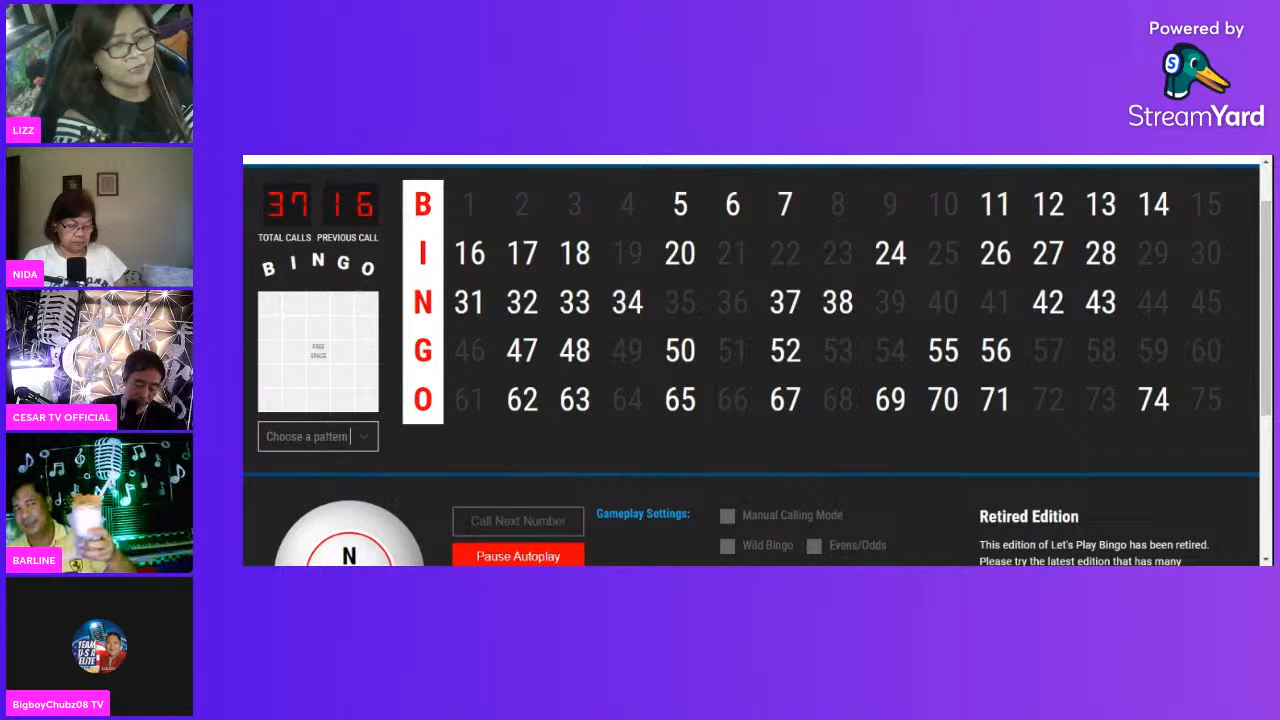 LIZZ
NIDA
CESAR TV OFFICIAL
BARLINE
TEAM
U-S A
ELITE
BigboyChubz08 TV
Powered by
StreamYard
37 16
TOTAL CALLS PREVIOUS CALL
B I N G O
FREE
SPACE
Choose a pattern
B 1 2 3 4 5 6 7 8 9 10 11 12 13 14 15
I 16 17 18 19 20 21 22 23 24 25 26 27 28 29 30
N 31 32 33 34 35 36 37 38 39 40 41 42 43 44 45
G 46 47 48 49 50 51 52 53 54 55 56 57 58 59 60
O 61 62 63 64 65 66 67 68 69 70 71 72 73 74 75
N
Call Next Number
Pause Autoplay
Gameplay Settings:
Manual Calling Mode
Wild Bingo Evens/Odds
Retired Edition
This edition of Let's Play Bingo has been retired.
Please try the latest edition that has many